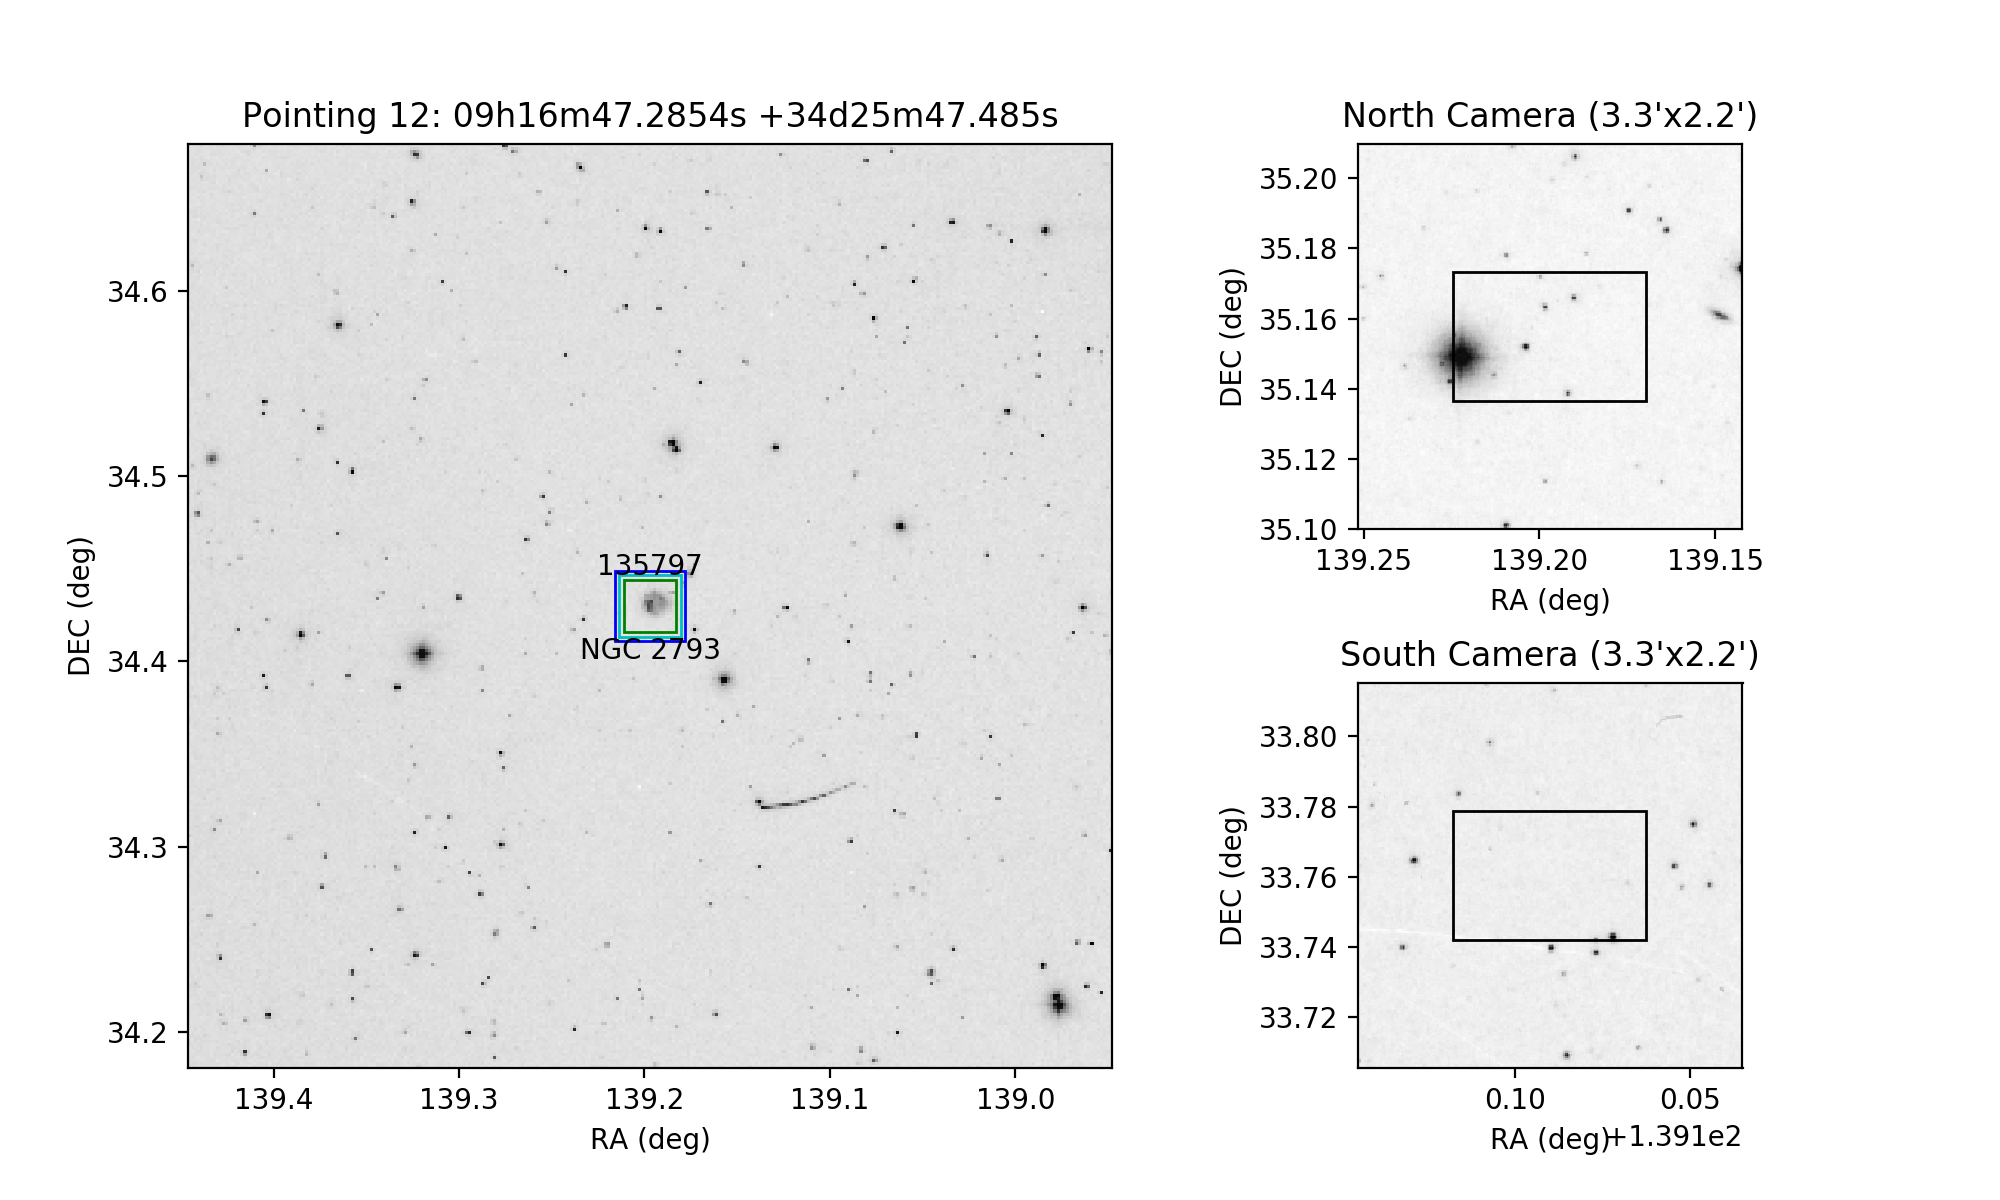 Pointing 12: 09h16m47.2854s +34d25m47.485s
34.6
34.5
34.4
34.3
34.2
DEC (deg)
135797
NGC 2793
139.4 139.3 139.2 139.1 139.0
RA (deg)
North Camera (3.3'x2.2')
35.20
35.18
35.16
35.14
35.12
35.10
DEC (deg)
139.25 139.20 139.15
RA (deg)
South Camera (3.3'x2.2')
33.80
33.78
33.76
33.74
33.72
DEC (deg)
0.10 0.05
RA (deg)
+1.391e2